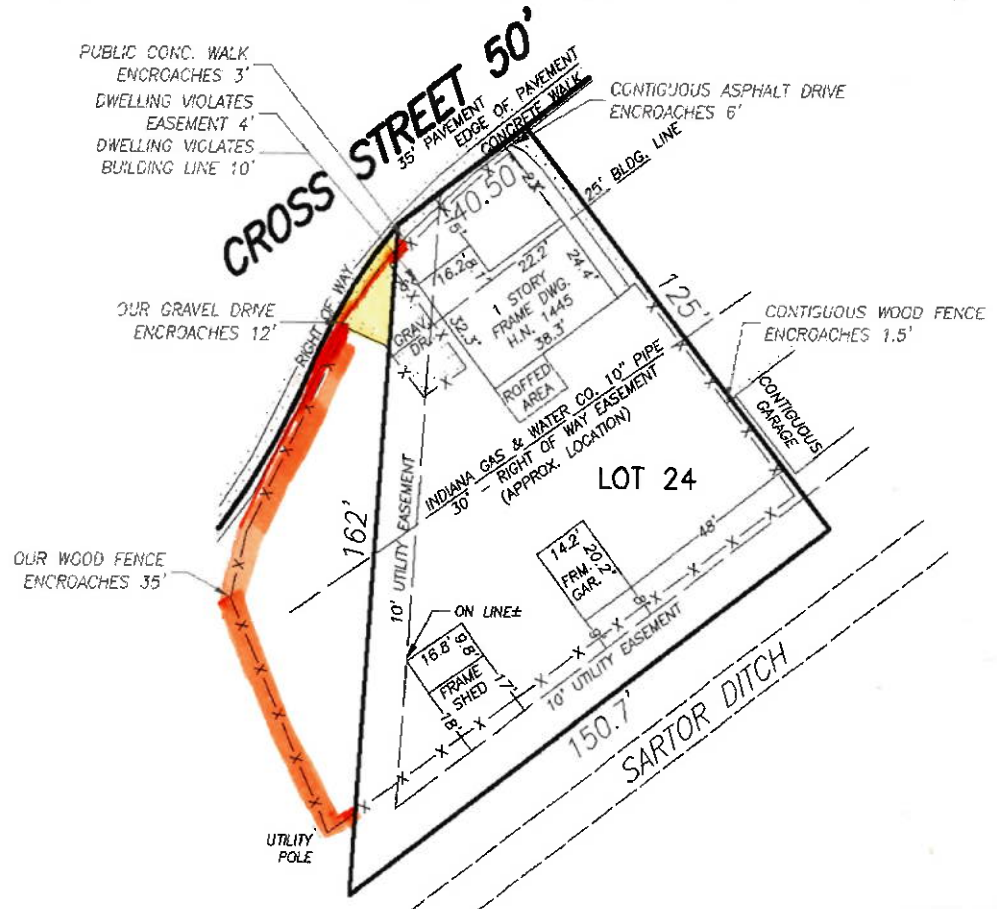 PUBLIC CONC. WALK
ENCROACHES 3'
DWELLING VIOLATES
EASEMENT 4'
DWELLING VIOLATES
BUILDING LINE 10'
CROSS STREET 50'
35' PAVEMENT
EDGE OF PAVEMENT
CONCRETE WALK
CONTIGUOUS ASPHALT DRIVE
ENCROACHES 6'
40.50'
25' BLDG. LINE
RIGHT OF WAY
OUR GRAVEL DRIVE
ENCROACHES 12'
16.2'
22.2'
24.4'
1 STORY
FRAME DWG.
H.N. 1445
38.3'
32.3'
GRAV.
DR.
ROFFED
AREA
125'
CONTIGUOUS WOOD FENCE
ENCROACHES 1.5'
CONTIGUOUS
GARAGE
INDIANA GAS & WATER CO. 10" PIPE
30' - RIGHT OF WAY EASEMENT
(APPROX. LOCATION)
LOT 24
162'
10' UTILITY EASEMENT
OUR WOOD FENCE
ENCROACHES 35'
ON LINE±
14.2'
20.2'
FRM.
GAR.
48'
16.8'
9.8'
FRAME
SHED
17'
18'
10' UTILITY EASEMENT
150.7'
SARTOR DITCH
UTILITY
POLE